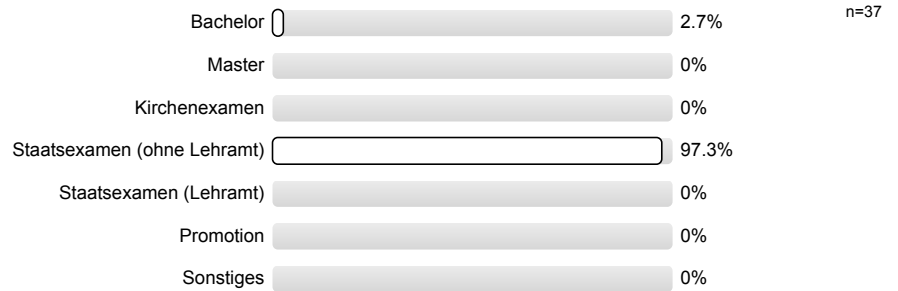 Bachelor 2.7% n=37
Master 0%
Kirchenexamen 0%
Staatsexamen (ohne Lehramt) 97.3%
Staatsexamen (Lehramt) 0%
Promotion 0%
Sonstiges 0%